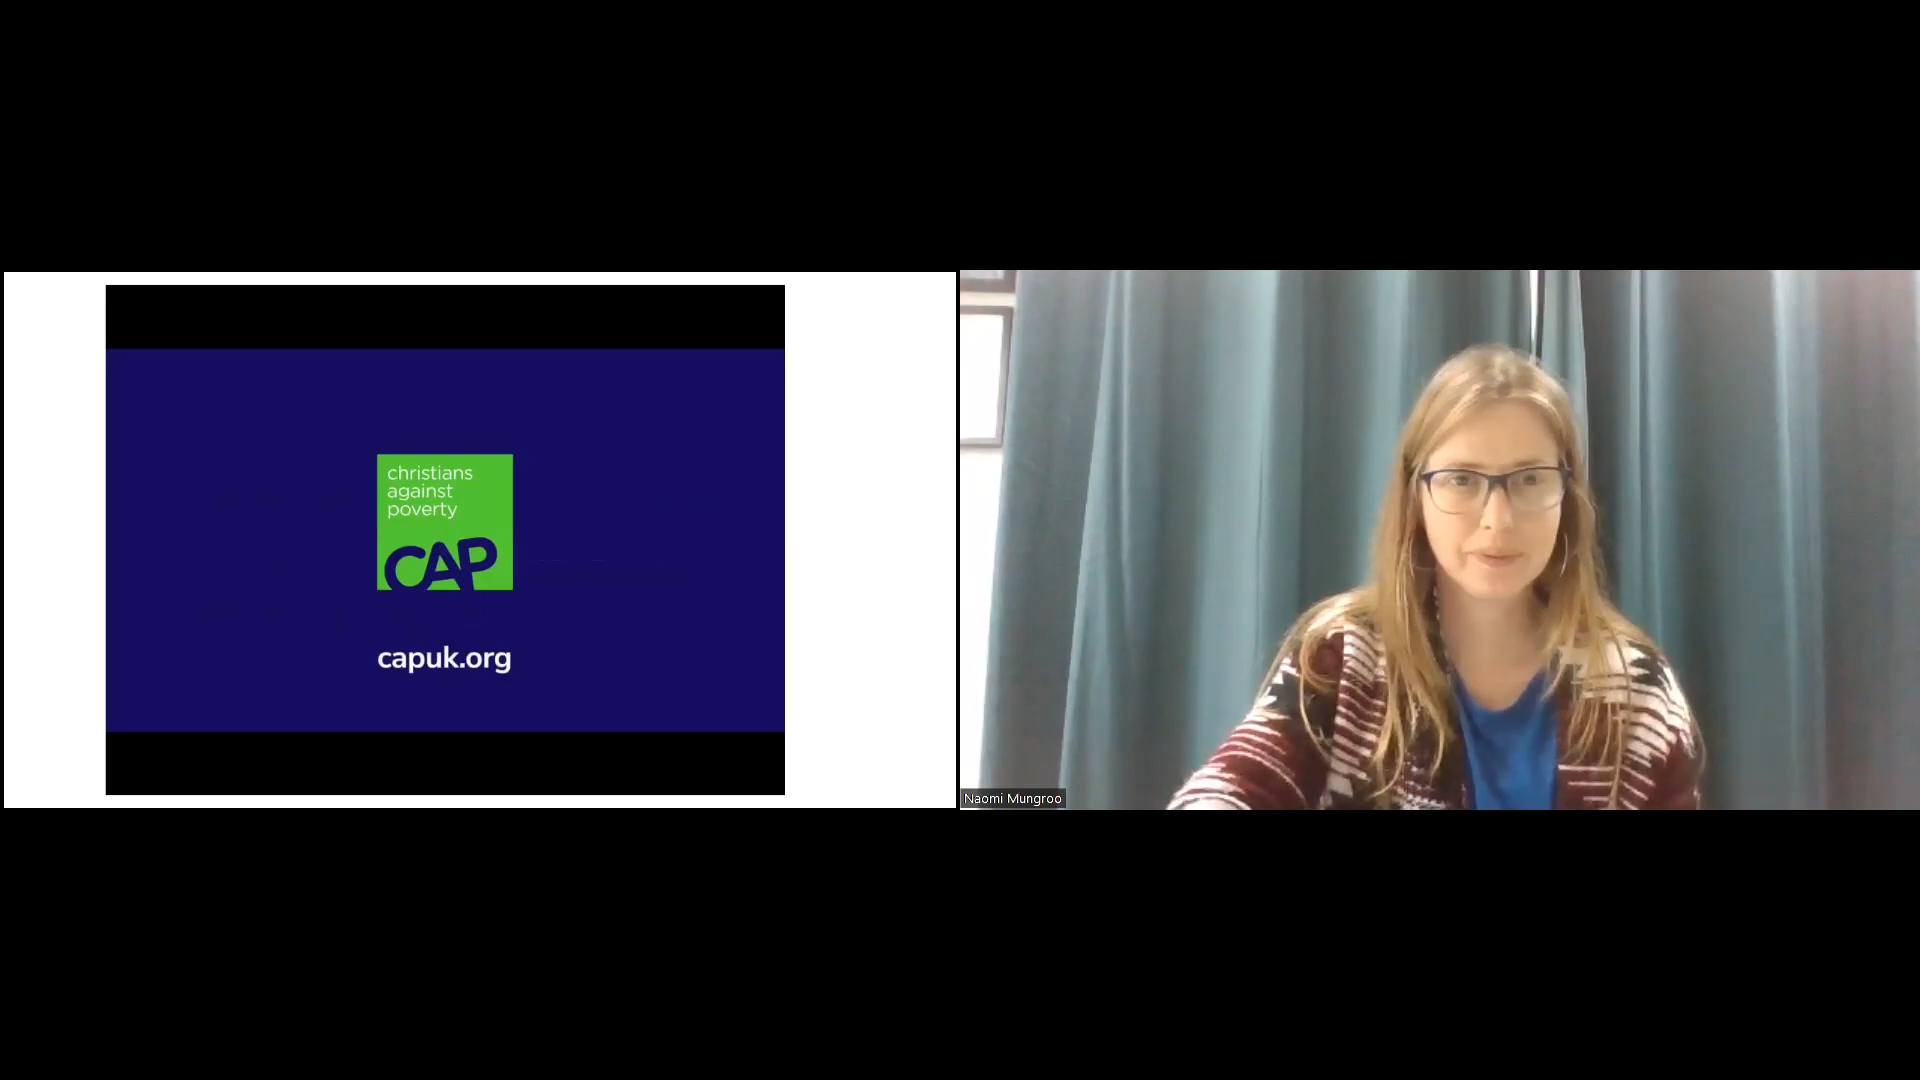 christians
against
poverty
CAP
capuk.org
Naomi Mungroo